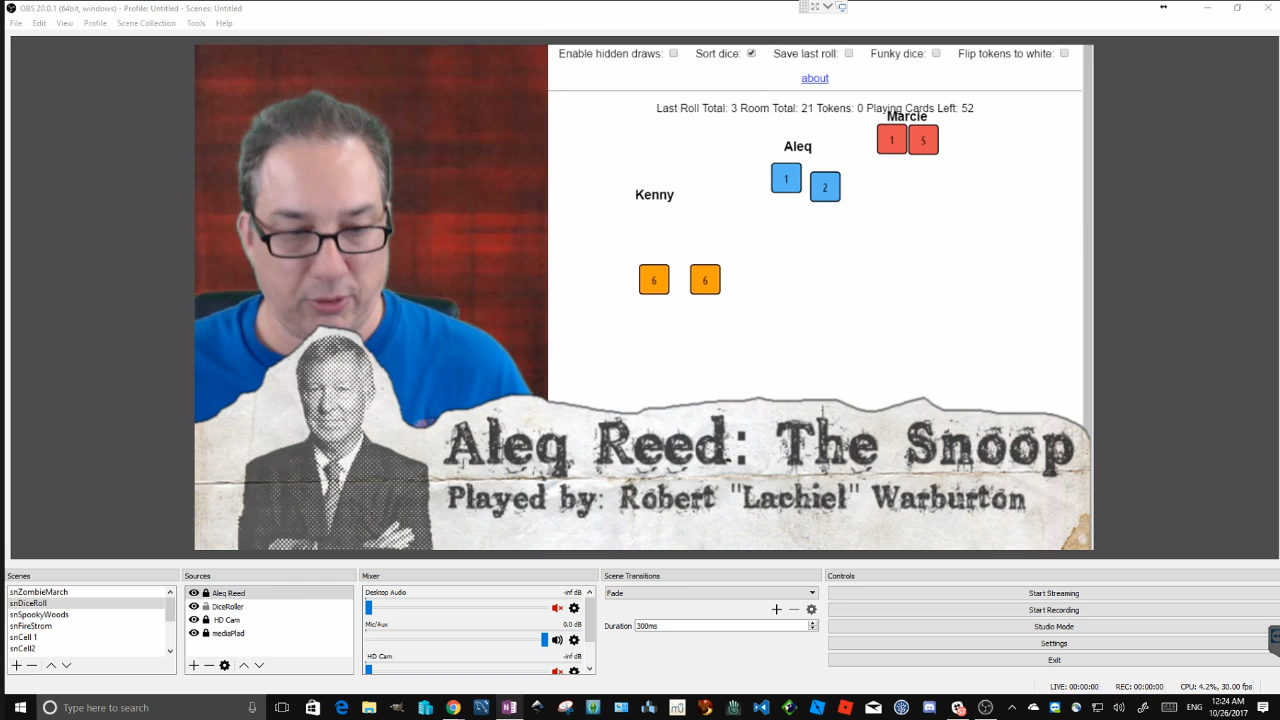 OBS 20.0.1 (64bit, windows) - Profile: Untitled - Scenes: Untitled
File Edit View Profile Scene Collection Tools Help
Enable hidden draws: Sort dice: Save last roll: Funky dice: Flip tokens to white:
about
Last Roll Total: 3 Room Total: 21 Tokens: 0 Playing Cards Left: 52
Marcie
1 5
Aleq
1 2
Kenny
6 6
Aleq Reed: The Snoop
Played by: Robert "Lachiel" Warburton
Scenes
snZombieMarch
snDiceRoll
snSpookyWoods
snFireStrom
snCell 1
snCell2
Sources
Aleq Reed
DiceRoller
HD Cam
mediaPlad
Mixer
Desktop Audio -inf dB
Mic/Aux 0.0 dB
HD Cam -inf dB
Scene Transitions
Fade
Duration 300ms
Controls
Start Streaming
Start Recording
Studio Mode
Settings
Exit
LIVE: 00:00:00 REC: 00:00:00 CPU: 4.2%, 30.00 fps
Type here to search
12:24 AM
10/26/2017